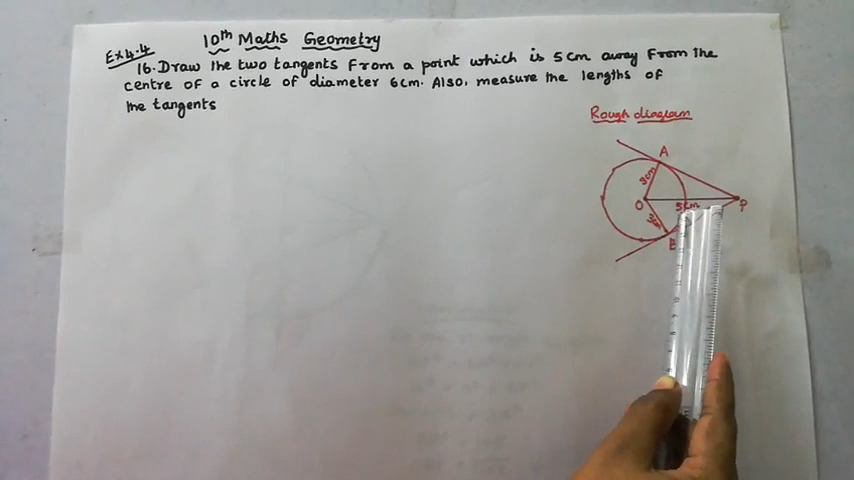 10th Maths Geometry
Ex 4.4
16. Draw the two tangents from a point which is 5cm away from the
centre of a circle of diameter 6cm. Also, measure the lengths of
the tangents
Rough diagram
A
3cm
O
5cm
P
3cm
B